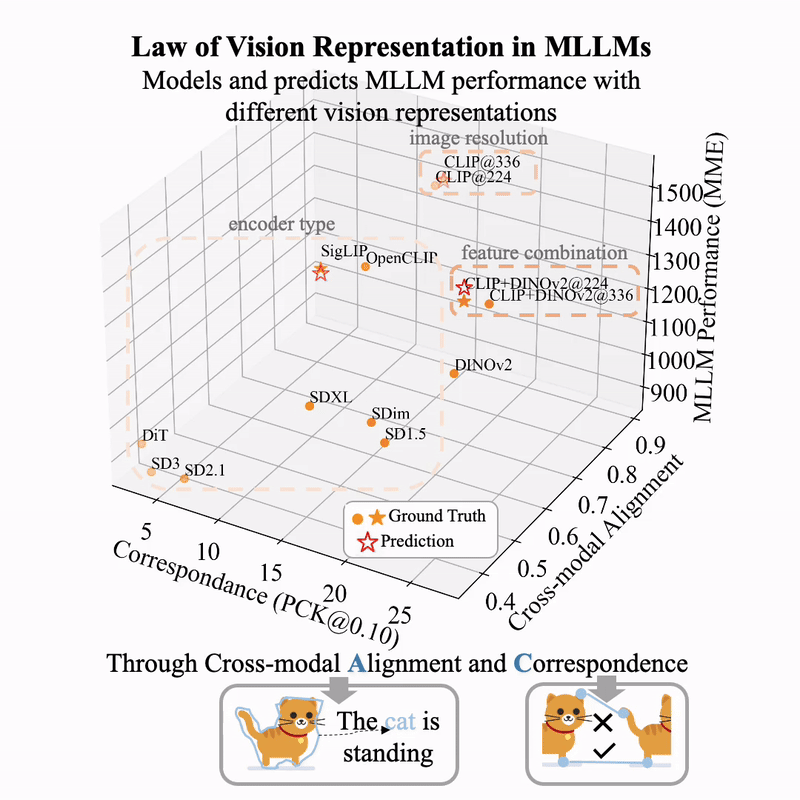 Law of Vision Representation in MLLMs
Models and predicts MLLM performance with
different vision representations
image resolution
CLIP@336
CLIP@224
encoder type
SigLIP
OpenCLIP
feature combination
CLIP+DINOv2@224
CLIP+DINOv2@336
DINOv2
SDXL
SDim
SD1.5
DiT
SD3
SD2.1
1500
1400
1300
1200
1100
1000
900
MLLM Performance (MME)
0.9
0.8
0.7
0.6
0.5
0.4
Cross-modal Alignment
5
10
15
20
25
Correspondance (PCK@0.10)
Ground Truth
Prediction
Through Cross-modal Alignment and Correspondence
The cat is
standing